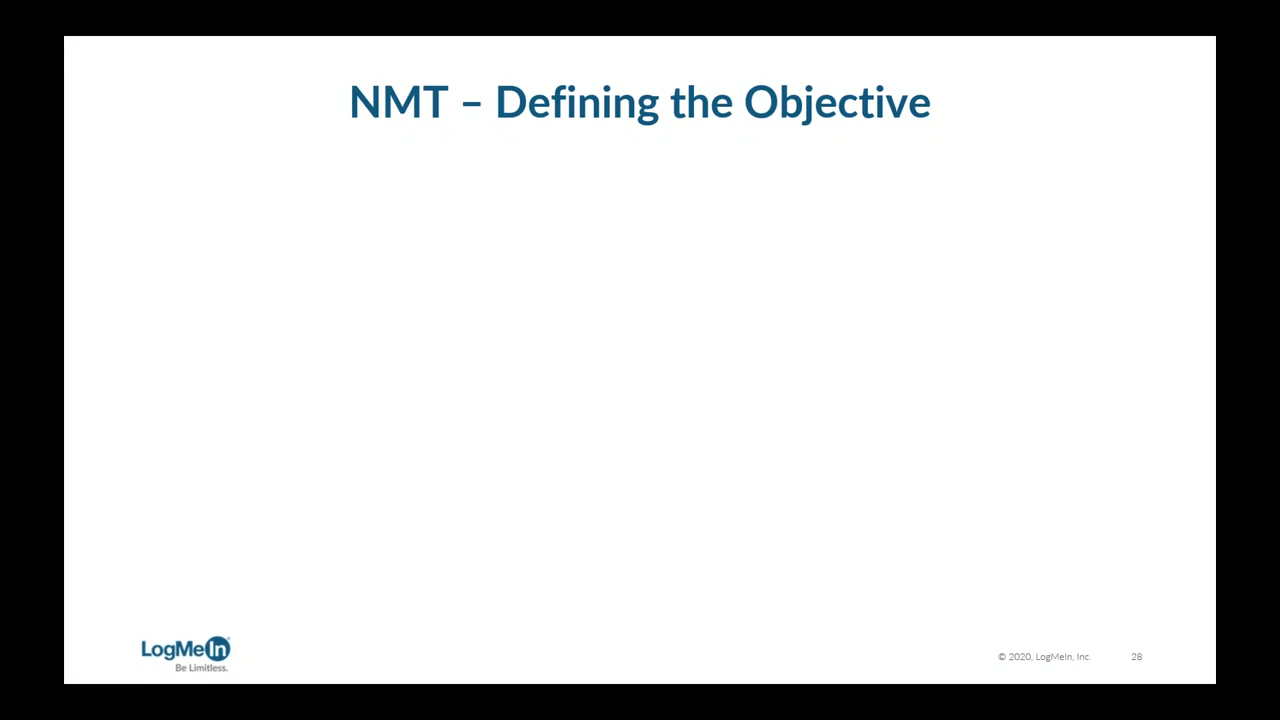 NMT – Defining the Objective
LogMeIn
Be Limitless.
© 2020, LogMeIn, Inc.
28